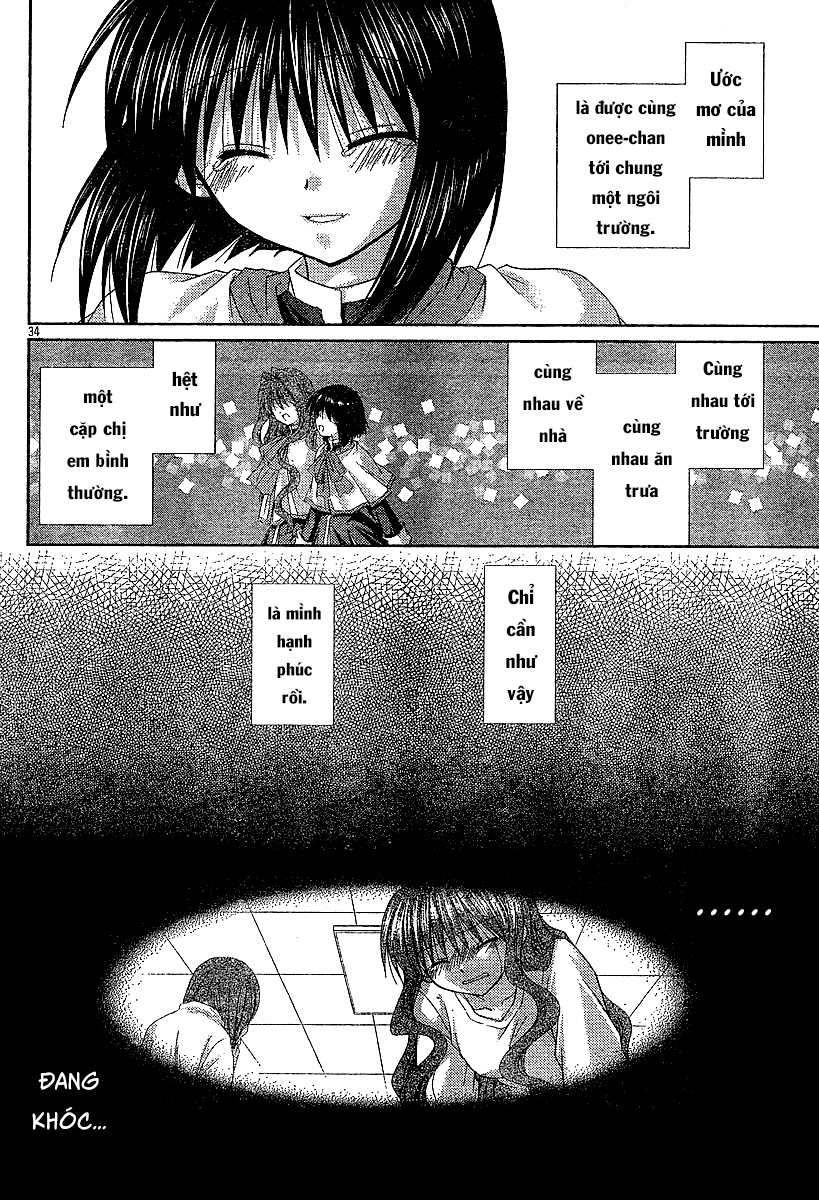 Ước
mơ của
mình
là được cùng
onee-chan
tới chung
một ngôi
trường.
34
Cùng
nhau tới
trường
cùng
nhau ăn
trưa
cùng
nhau về
nhà
hệt
như
một
cặp chị
em bình
thường.
Chỉ
cần
như
vậy
là mình
hạnh
phúc
rồi.
......
ĐANG
KHÓC...